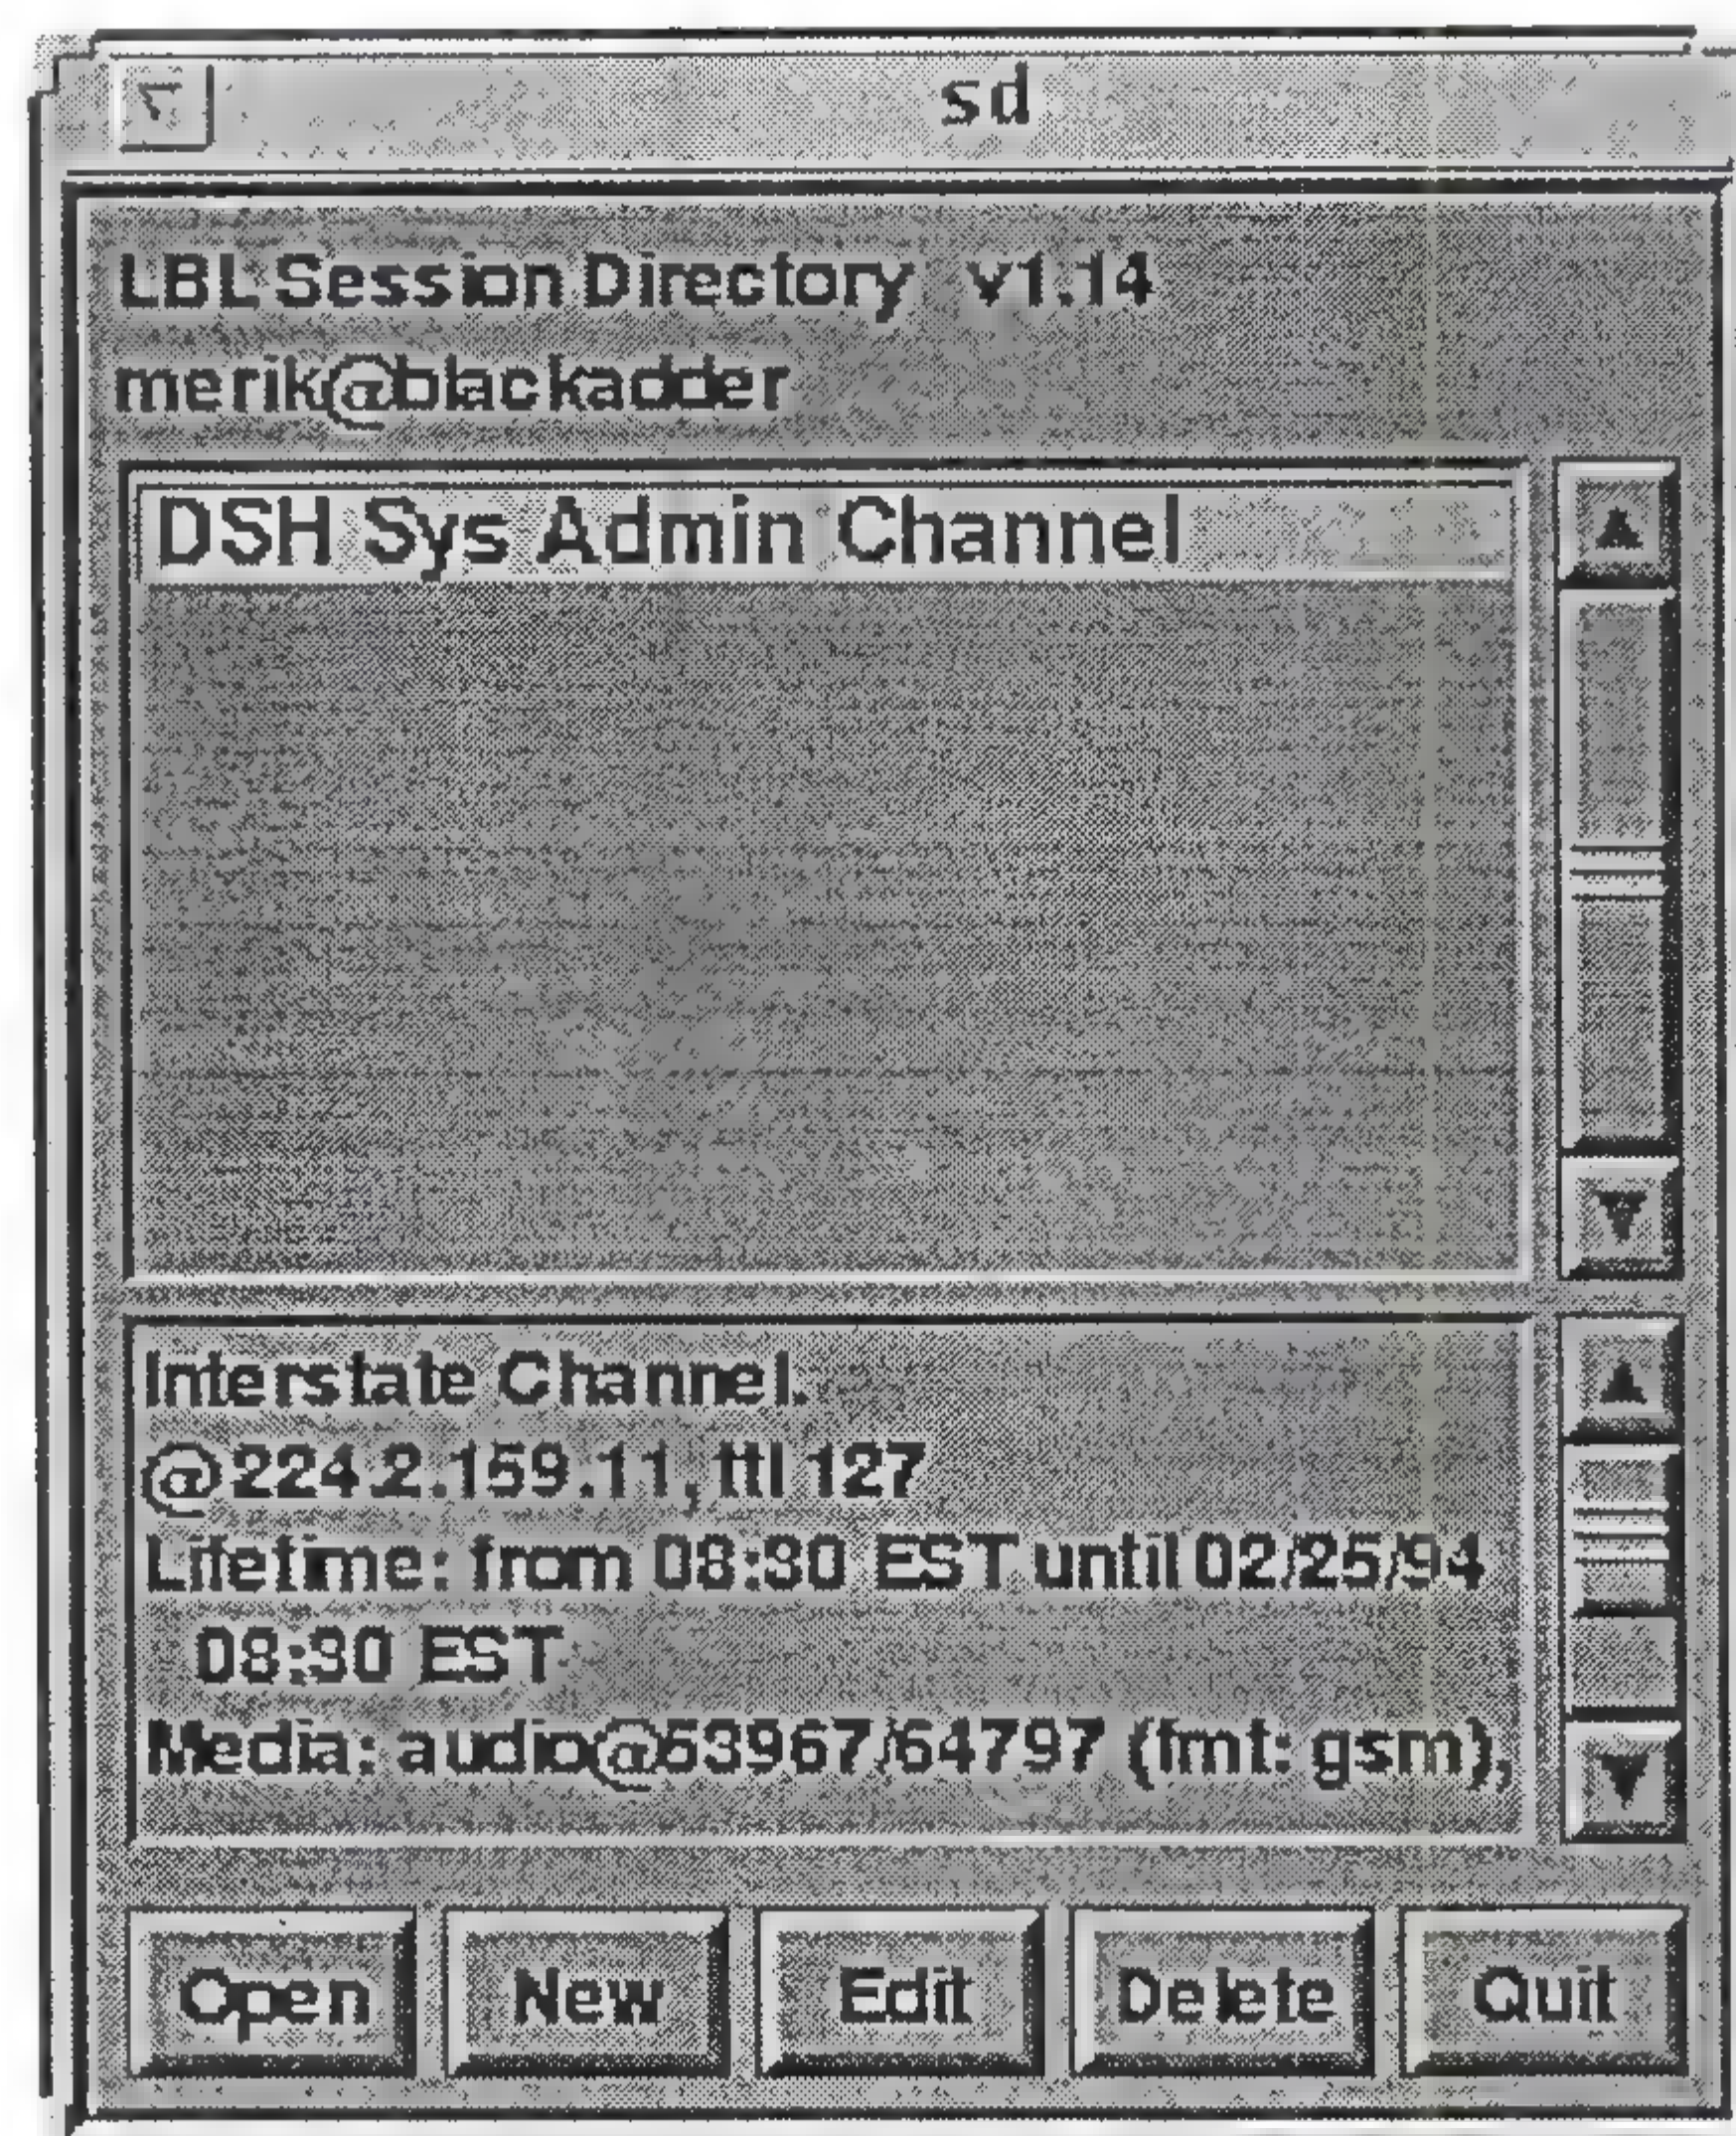 sd
LBL Session Directory v1.14
merik@blackadder
DSH Sys Admin Channel
Interstate Channel.
@224.2.159.11, ttl 127
Lifetime: from 08:30 EST until 02/25/94
08:30 EST
Media: audio@53967/64797 (fmt: gsm),
Open New Edit Delete Quit